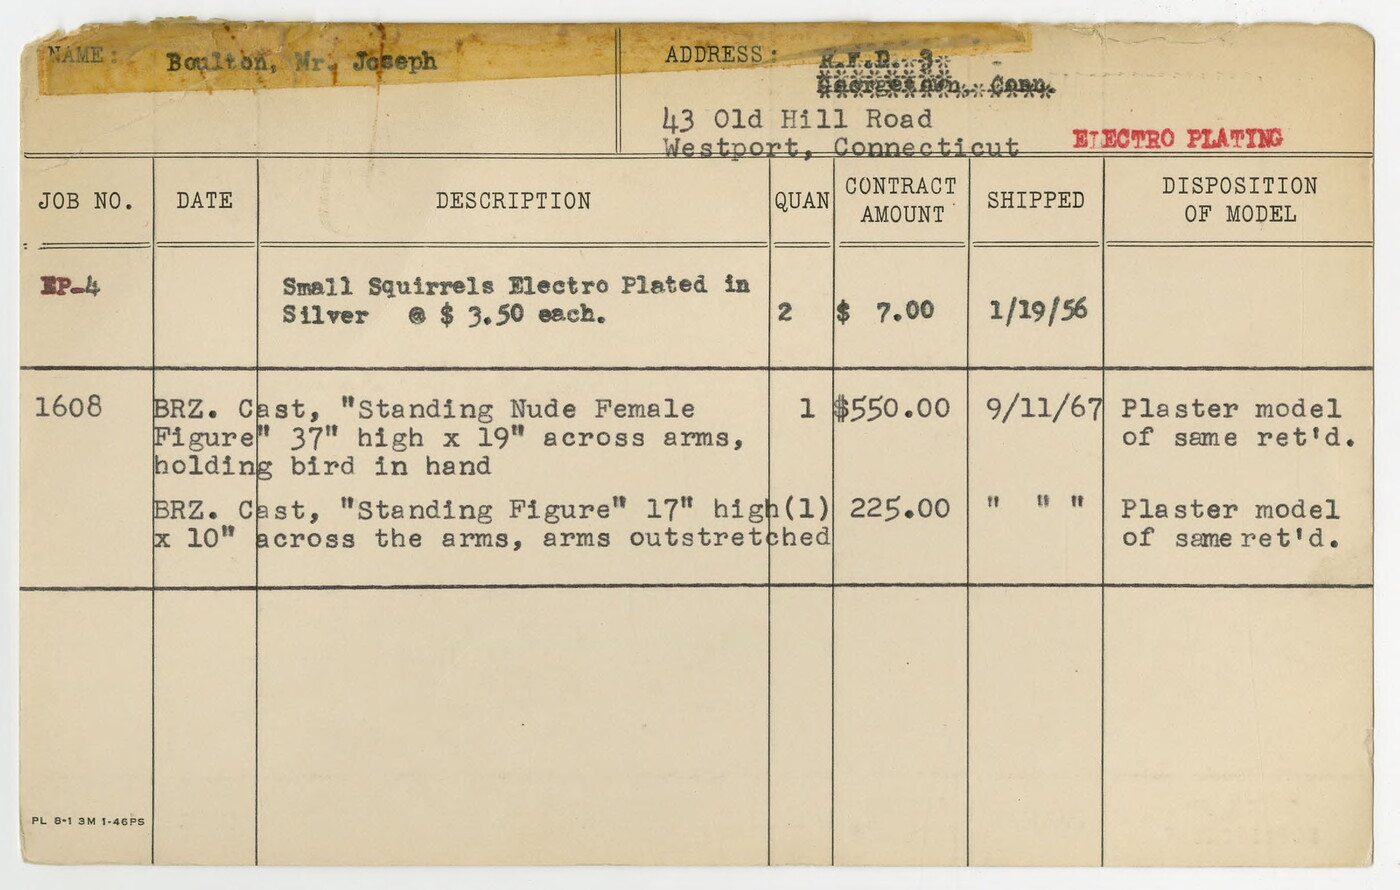 NAME: Boulton, Mr. Joseph
ADDRESS: R.F.D. 3
Georgetown, Conn.
43 Old Hill Road
Westport, Connecticut
ELECTRO PLATING
JOB NO. DATE DESCRIPTION QUAN CONTRACT AMOUNT SHIPPED DISPOSITION OF MODEL
EP-4 Small Squirrels Electro Plated in
Silver @ $ 3.50 each. 2 $ 7.00 1/19/56
1608 BRZ. Cast, "Standing Nude Female 1 $550.00 9/11/67 Plaster model
Figure" 37" high x 19" across arms, of same ret'd.
holding bird in hand
BRZ. Cast, "Standing Figure" 17" high(1) 225.00 " " " Plaster model
x 10" across the arms, arms outstretched of same ret'd.
PL 8-1 3M 1-46PS